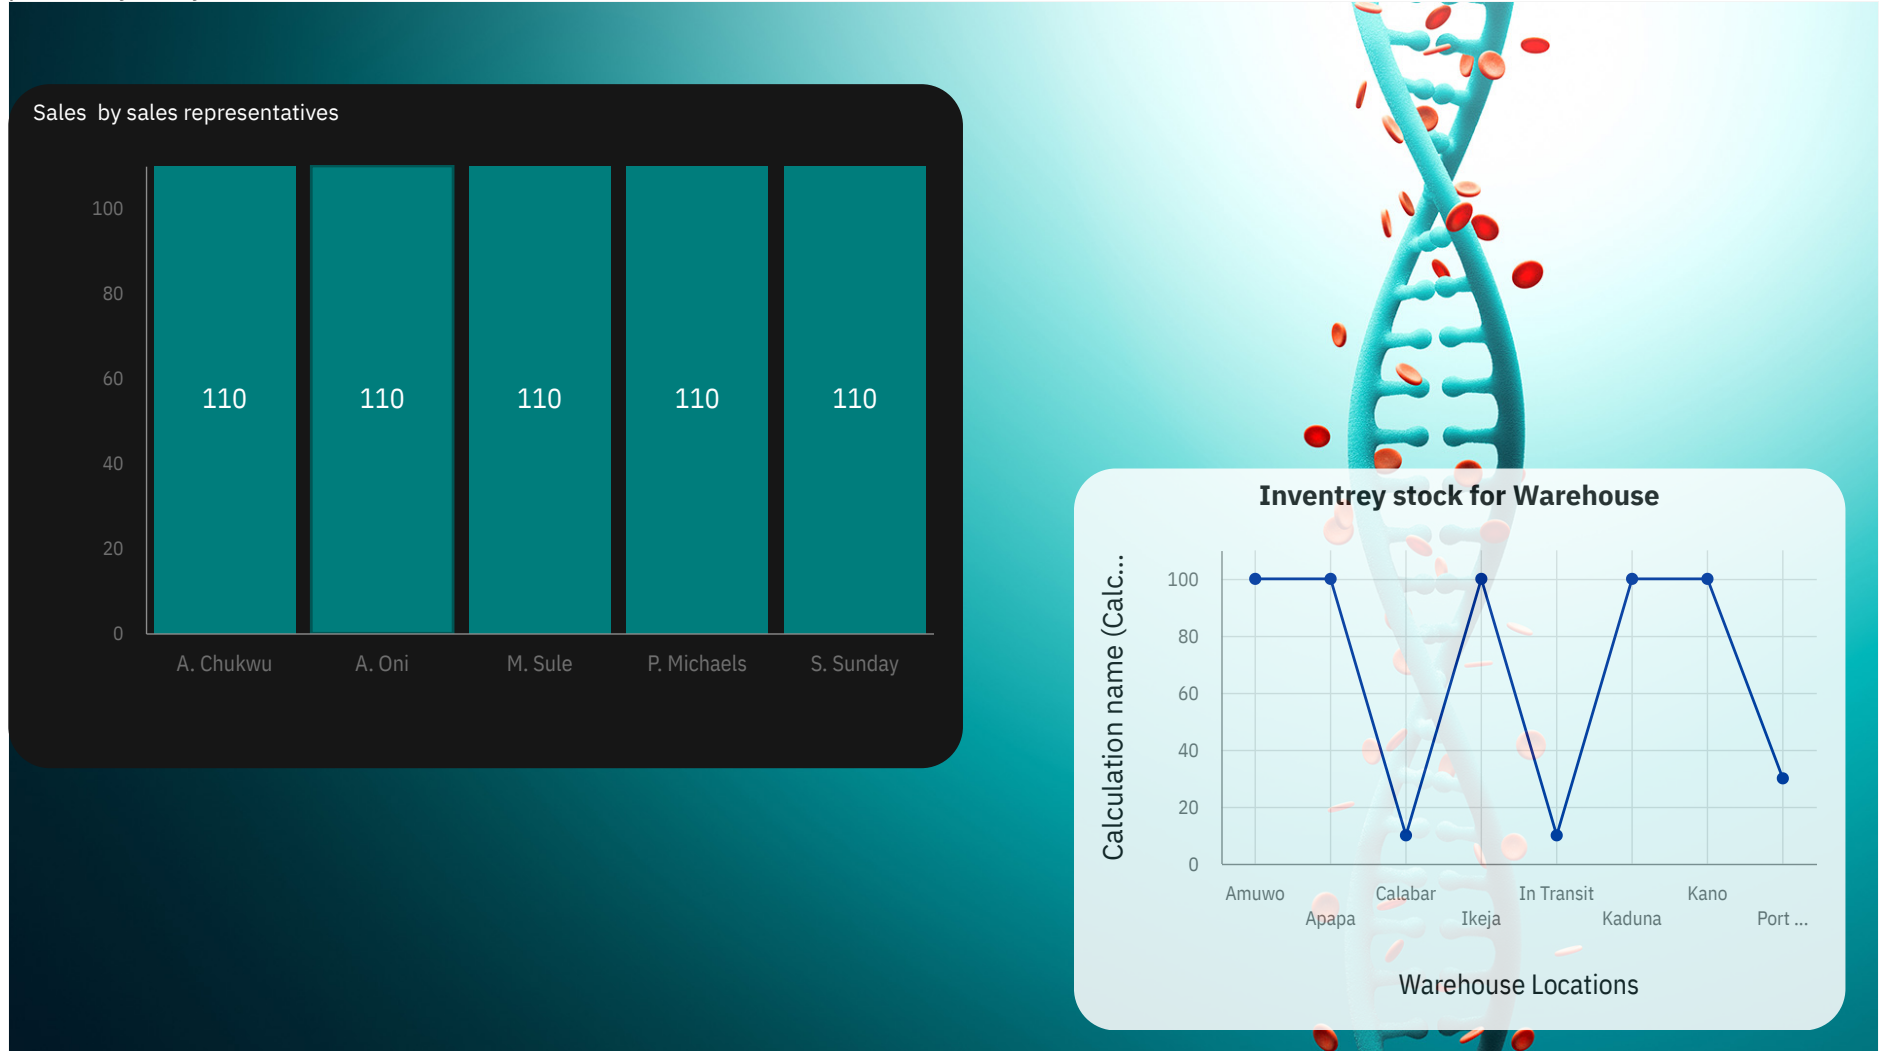 Sales by sales representatives
100
80
60
40
20
0
110 110 110 110 110
A. Chukwu A. Oni M. Sule P. Michaels S. Sunday
Inventrey stock for Warehouse
Calculation name (Calc...
100
80
60
40
20
0
Amuwo Calabar In Transit Kano
Apapa Ikeja Kaduna Port ...
Warehouse Locations